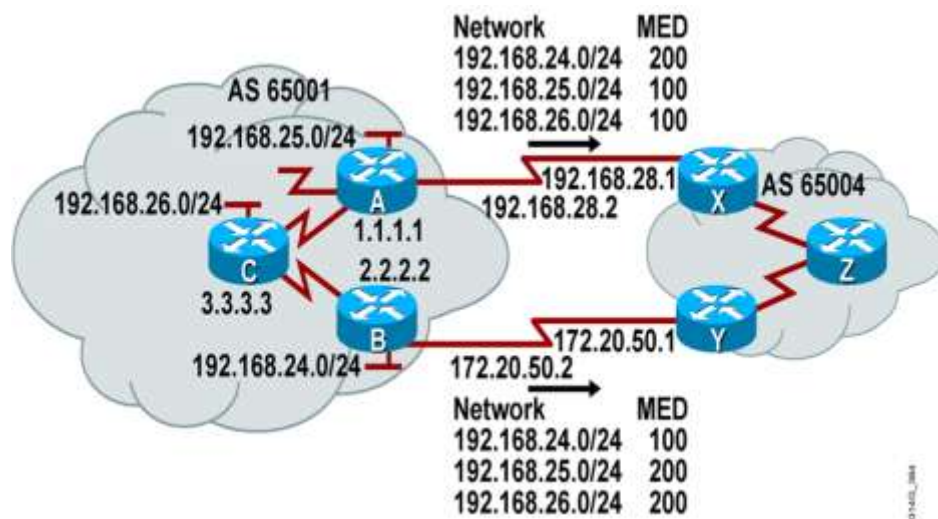 Network MED
192.168.24.0/24 200
192.168.25.0/24 100
192.168.26.0/24 100
AS 65001
192.168.25.0/24
A
192.168.28.1
X
AS 65004
192.168.28.2
192.168.26.0/24
1.1.1.1
C
2.2.2.2
Z
3.3.3.3
B
172.20.50.1
Y
192.168.24.0/24
172.20.50.2
Network MED
192.168.24.0/24 100
192.168.25.0/24 200
192.168.26.0/24 200